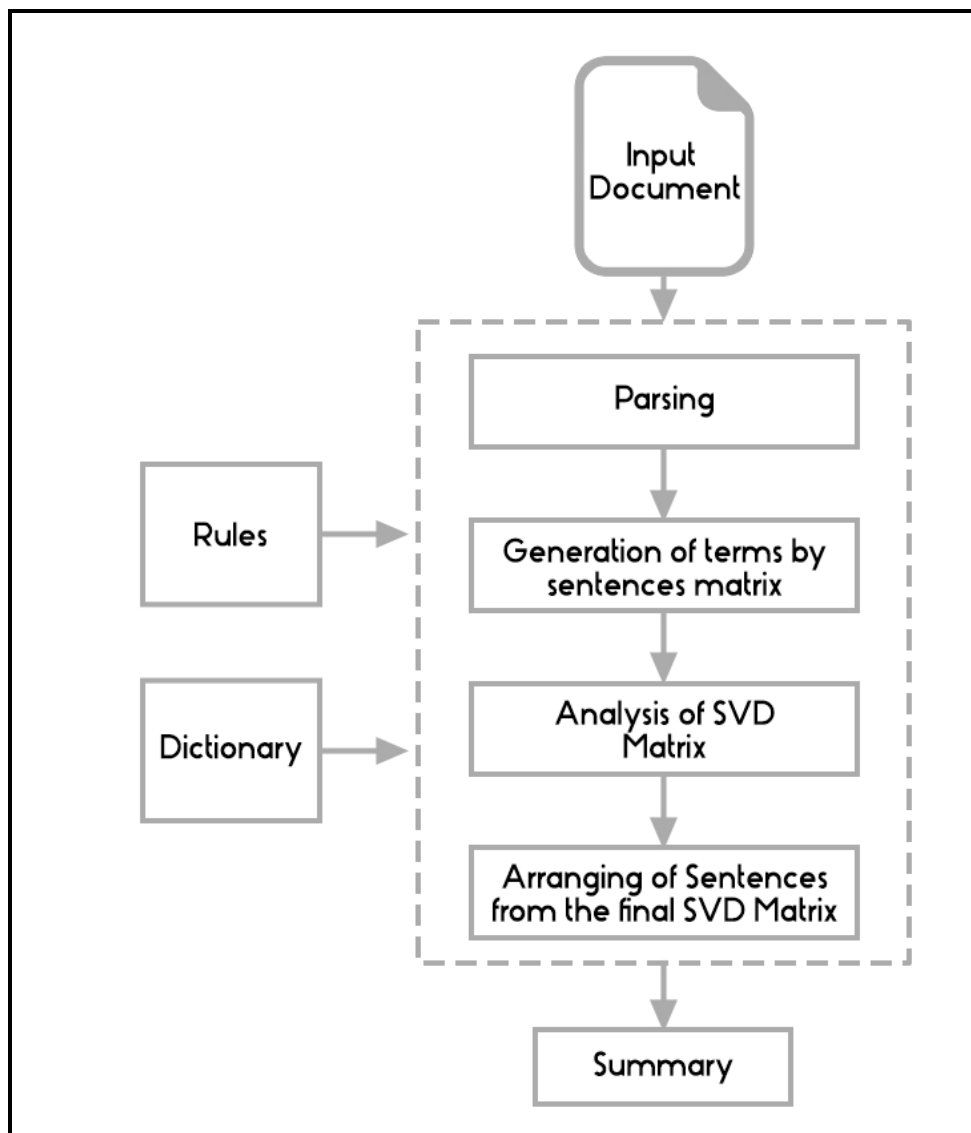 Input
Document
Parsing
Rules
Generation of terms by
sentences matrix
Dictionary
Analysis of SVD
Matrix
Arranging of Sentences
from the final SVD Matrix
Summary